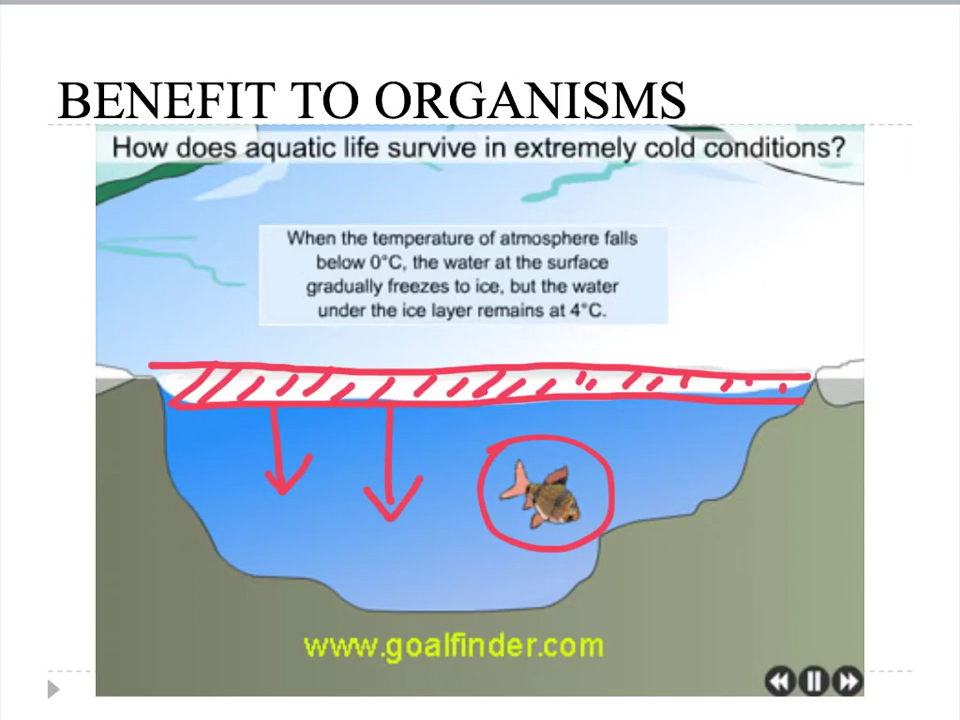 BENEFIT TO ORGANISMS
How does aquatic life survive in extremely cold conditions?
When the temperature of atmosphere falls
below 0°C, the water at the surface
gradually freezes to ice, but the water
under the ice layer remains at 4°C.
www.goalfinder.com